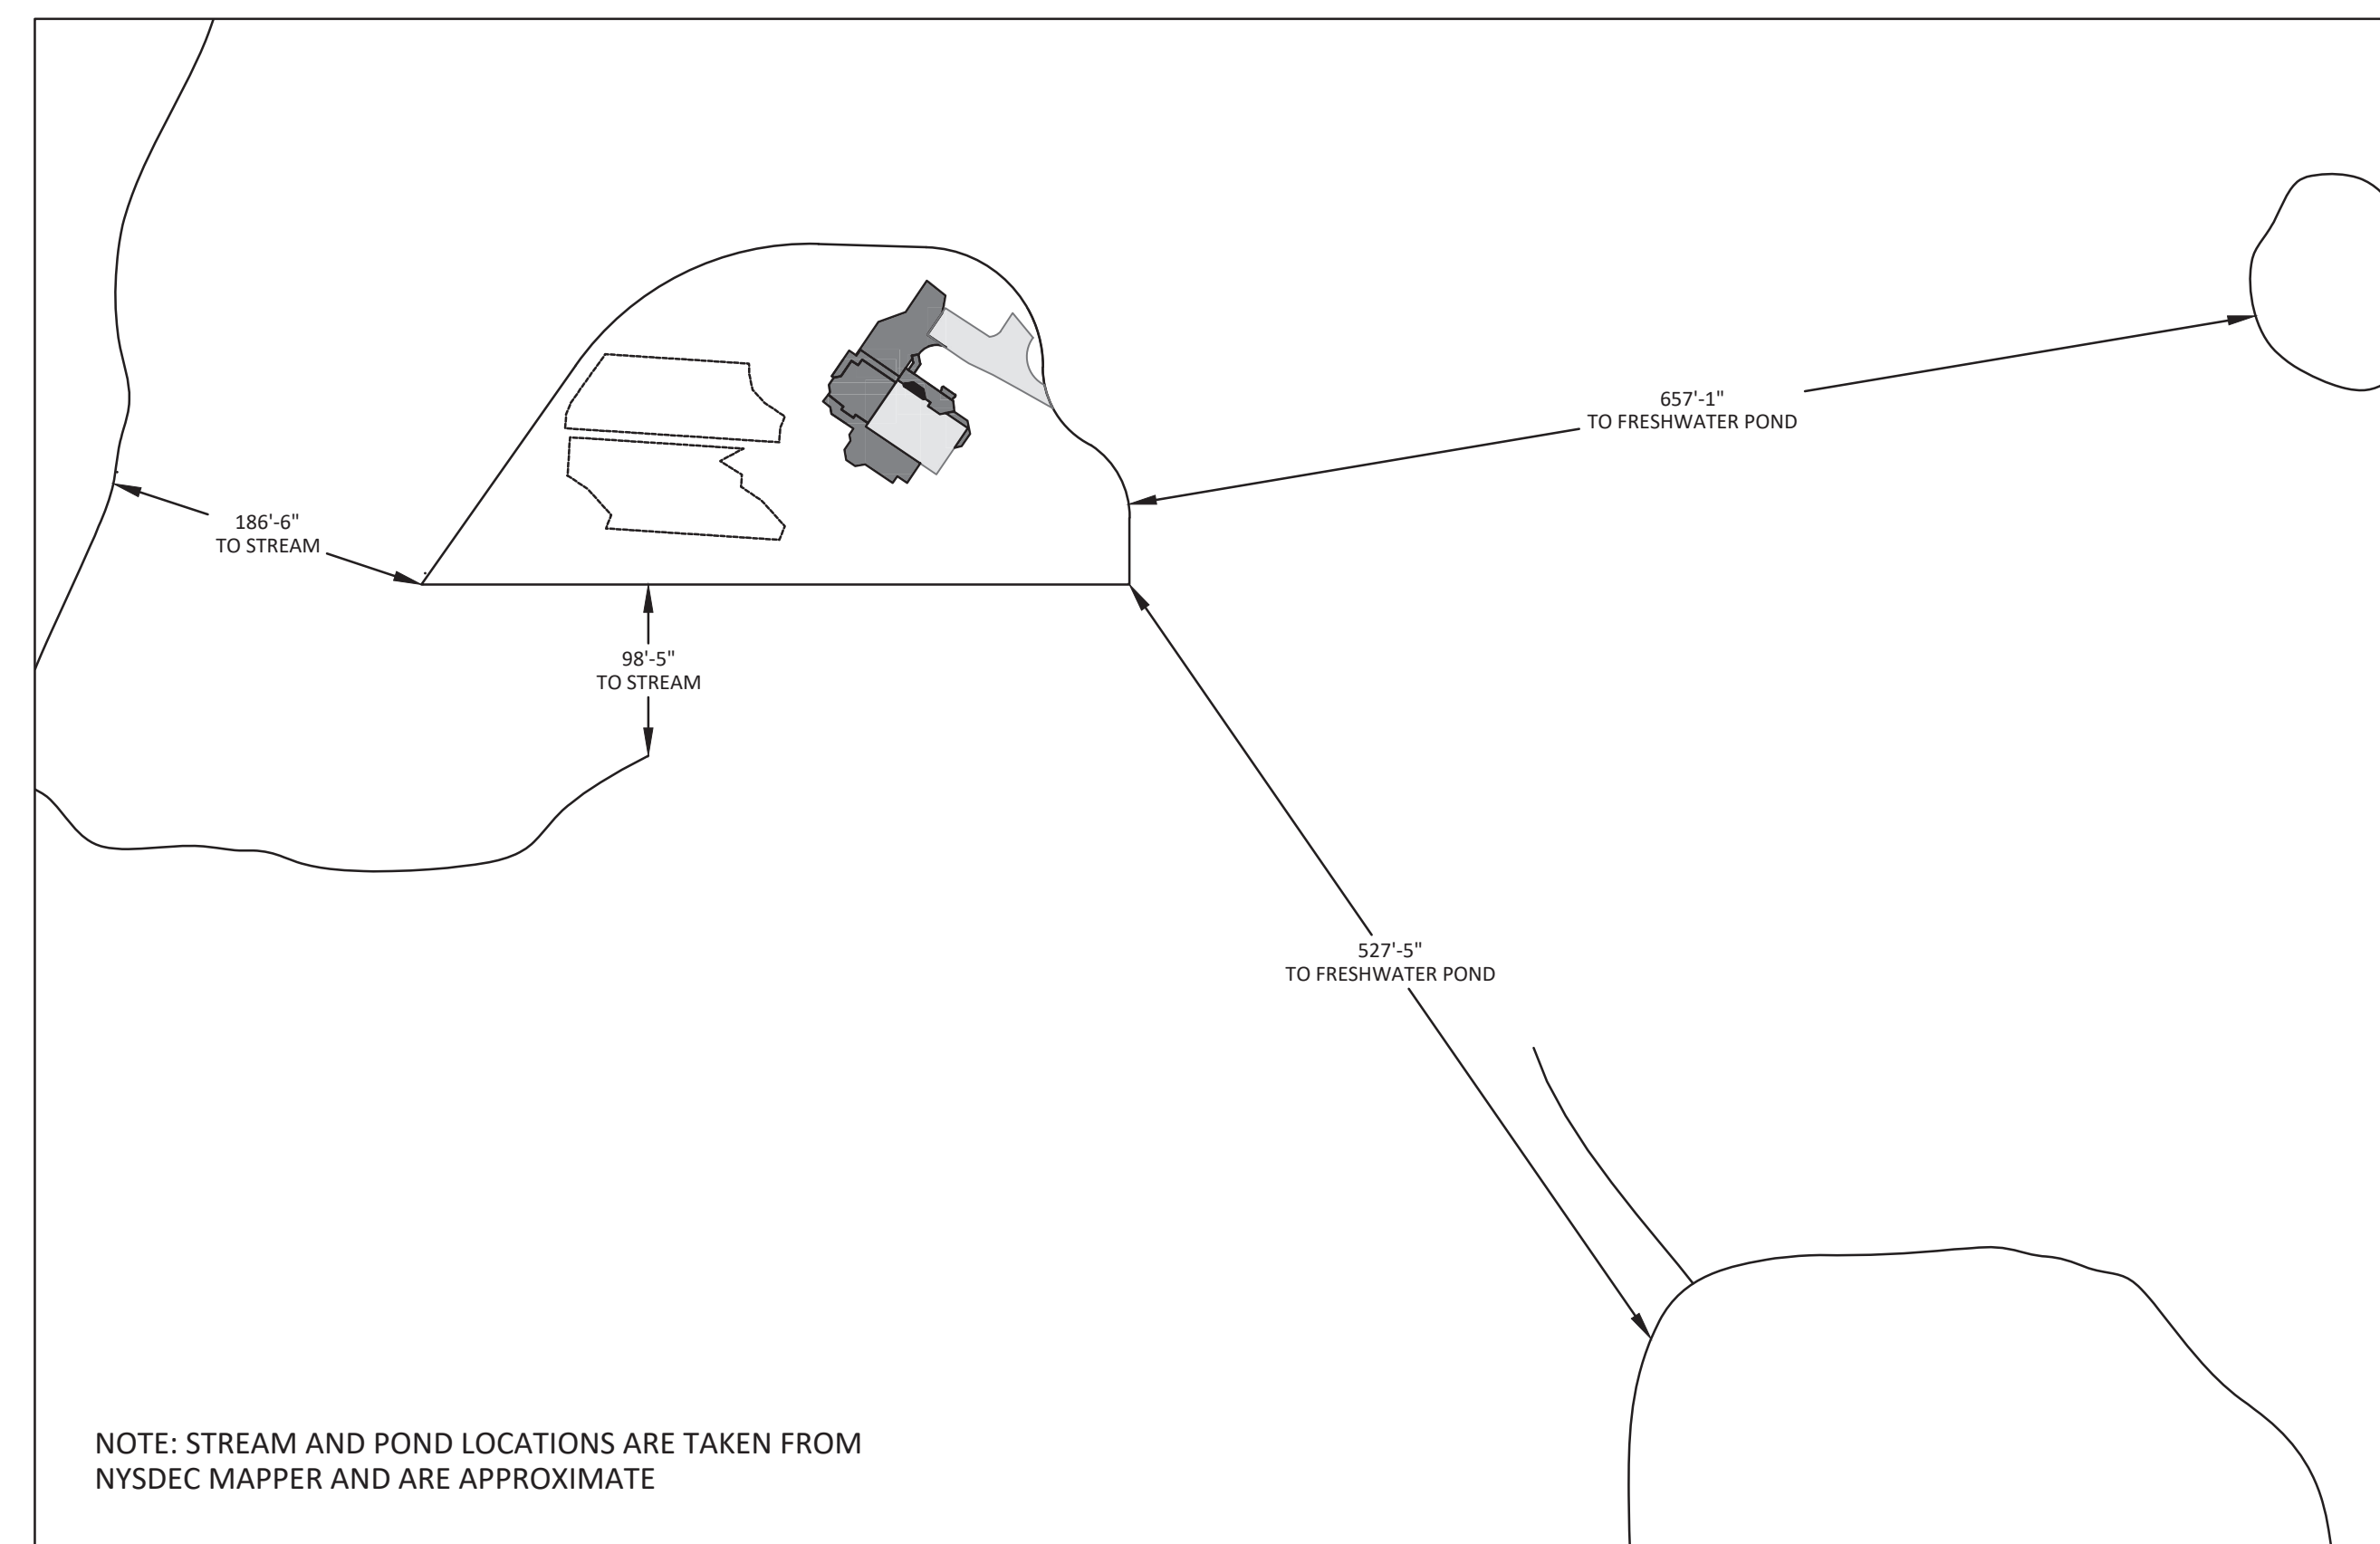 657'-1"
TO FRESHWATER POND
186'-6"
TO STREAM
98'-5"
TO STREAM
527'-5"
TO FRESHWATER POND
NOTE: STREAM AND POND LOCATIONS ARE TAKEN FROM
NYSDEC MAPPER AND ARE APPROXIMATE